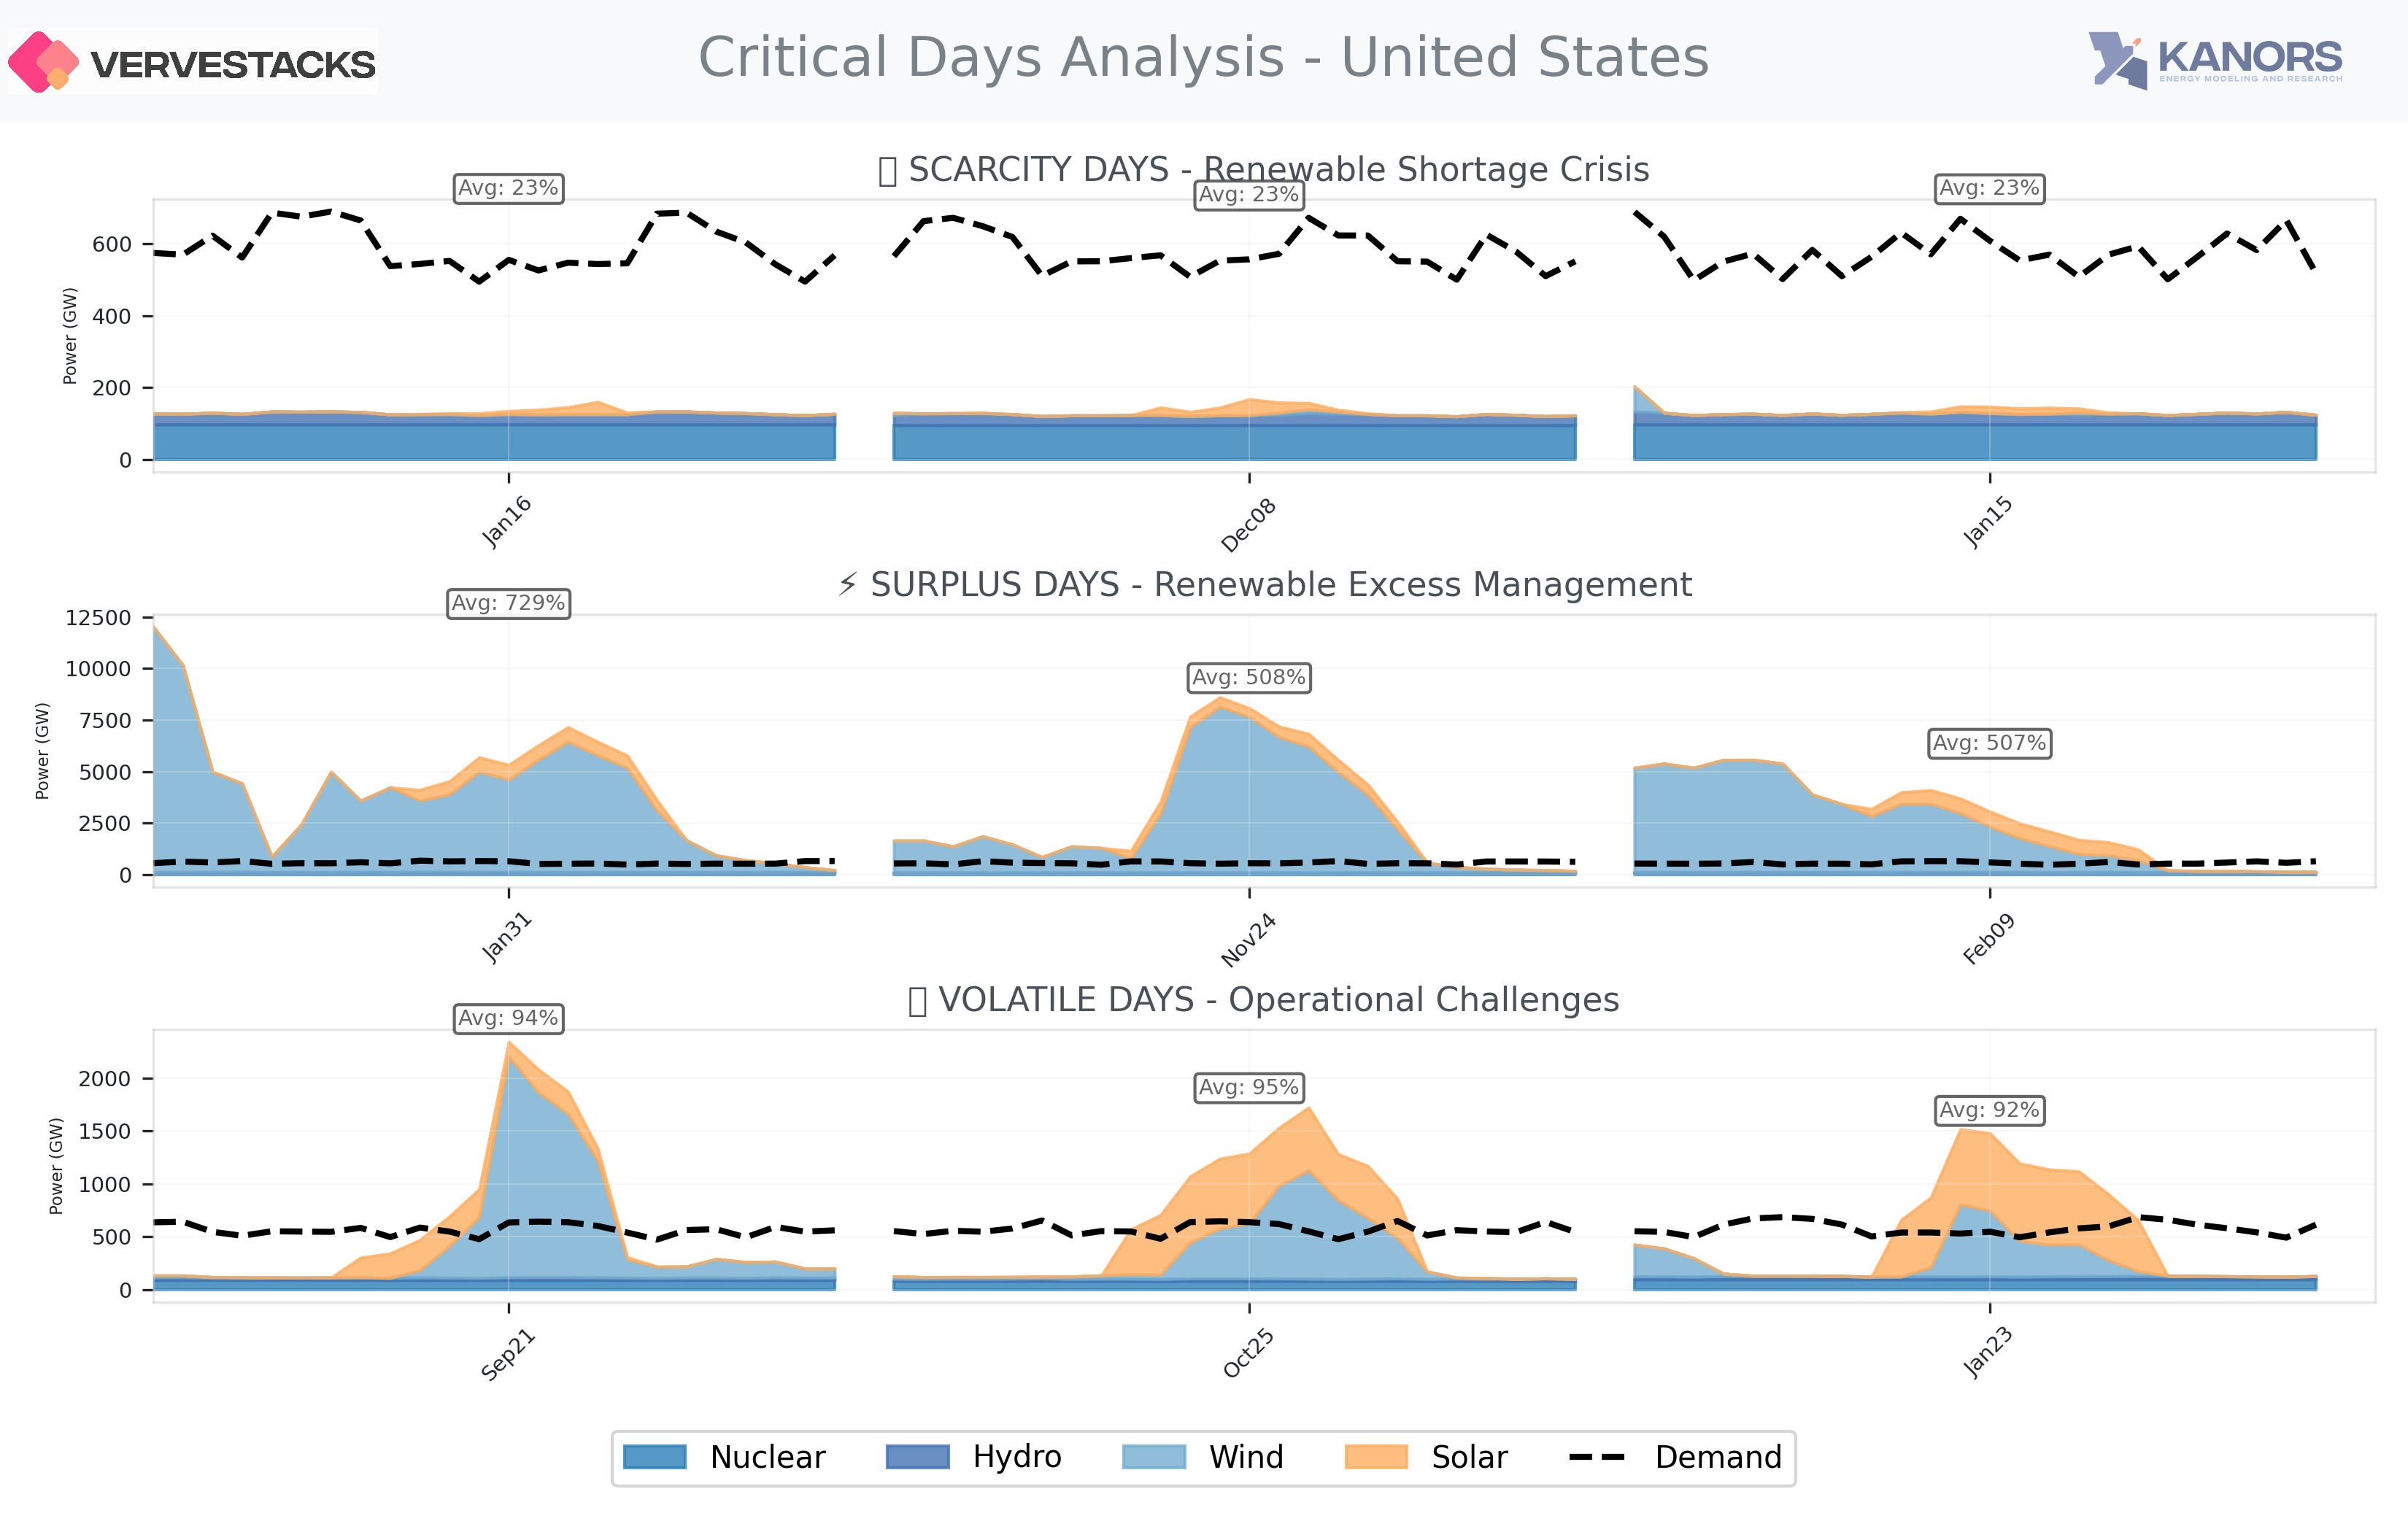 VERVESTACKS
Critical Days Analysis - United States
KANORS
ENERGY MODELING AND RESEARCH
SCARCITY DAYS - Renewable Shortage Crisis
Avg: 23%
Avg: 23%
Avg: 23%
Power (GW)
600
400
200
0
Jan16
Dec08
Jan15
⚡ SURPLUS DAYS - Renewable Excess Management
Avg: 729%
Avg: 508%
Avg: 507%
Power (GW)
12500
10000
7500
5000
2500
0
Jan31
Nov24
Feb09
VOLATILE DAYS - Operational Challenges
Avg: 94%
Avg: 95%
Avg: 92%
Power (GW)
2000
1500
1000
500
0
Sep21
Oct25
Jan23
Nuclear Hydro Wind Solar Demand